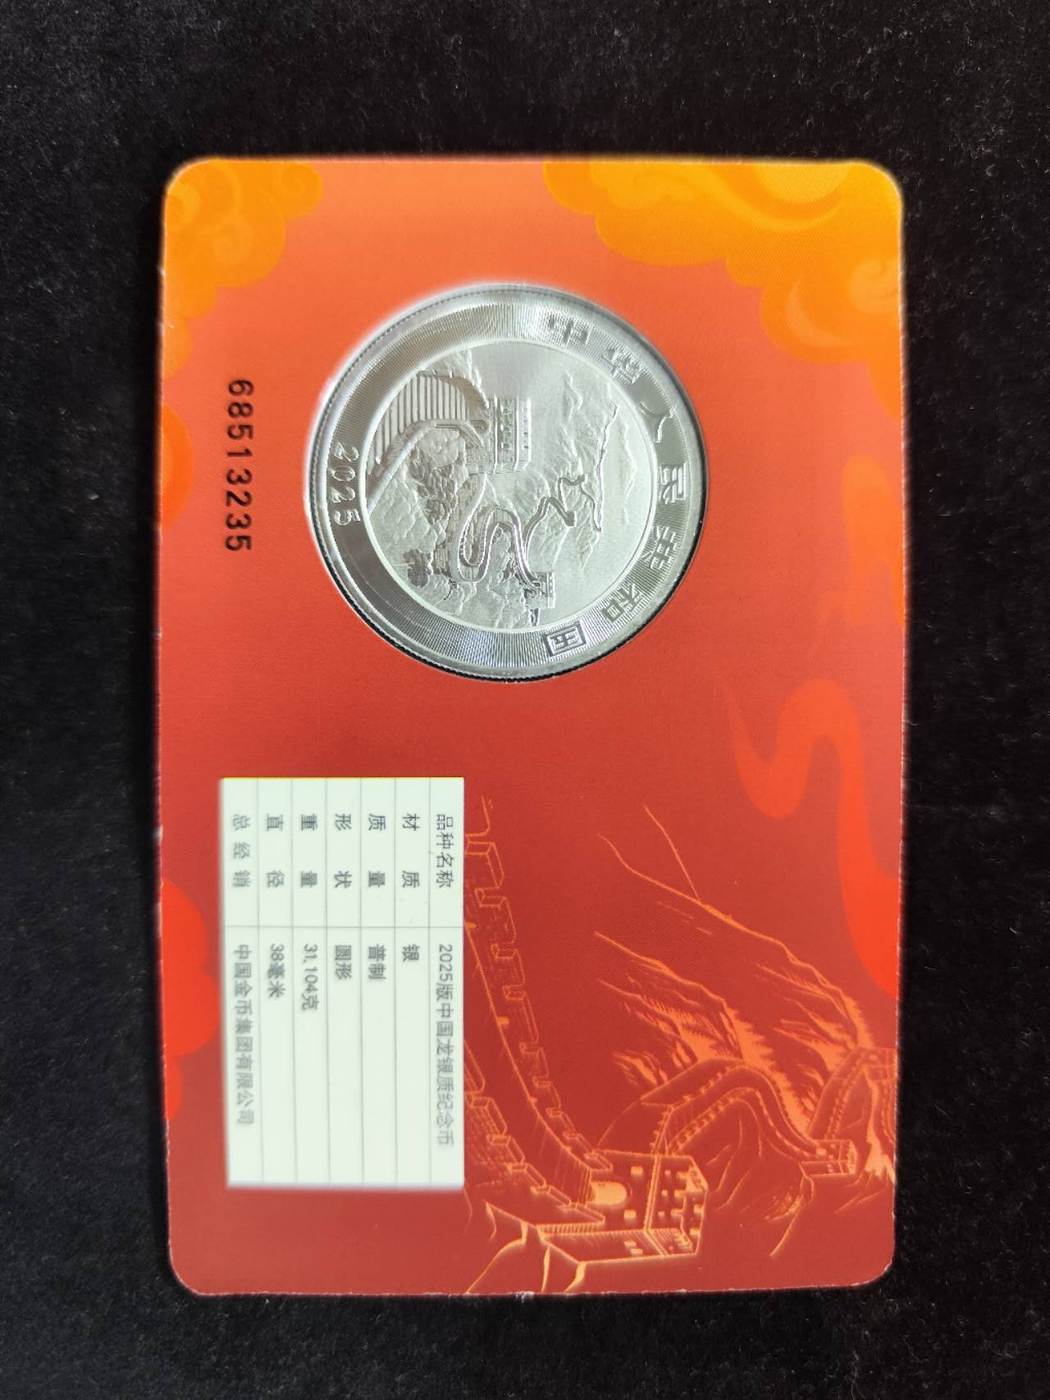 中华人民共和国
2025
68513235
品种名称 2025版中国龙银质纪念币
材 质 银
质 量 普制
形 状 圆形
重 量 31.104克
直 径 38毫米
总 经 销 中国金币集团有限公司